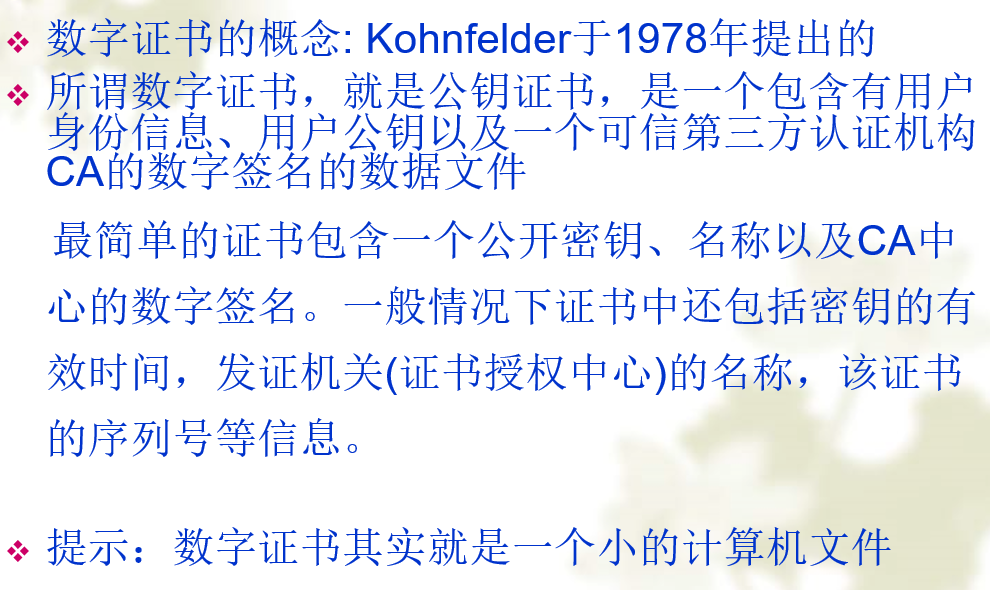 数字证书的概念: Kohnfelder于1978年提出的
所谓数字证书，就是公钥证书，是一个包含有用户
身份信息、用户公钥以及一个可信第三方认证机构
CA的数字签名的数据文件
最简单的证书包含一个公开密钥、名称以及CA中
心的数字签名。一般情况下证书中还包括密钥的有
效时间，发证机关(证书授权中心)的名称，该证书
的序列号等信息。
提示：数字证书其实就是一个小的计算机文件